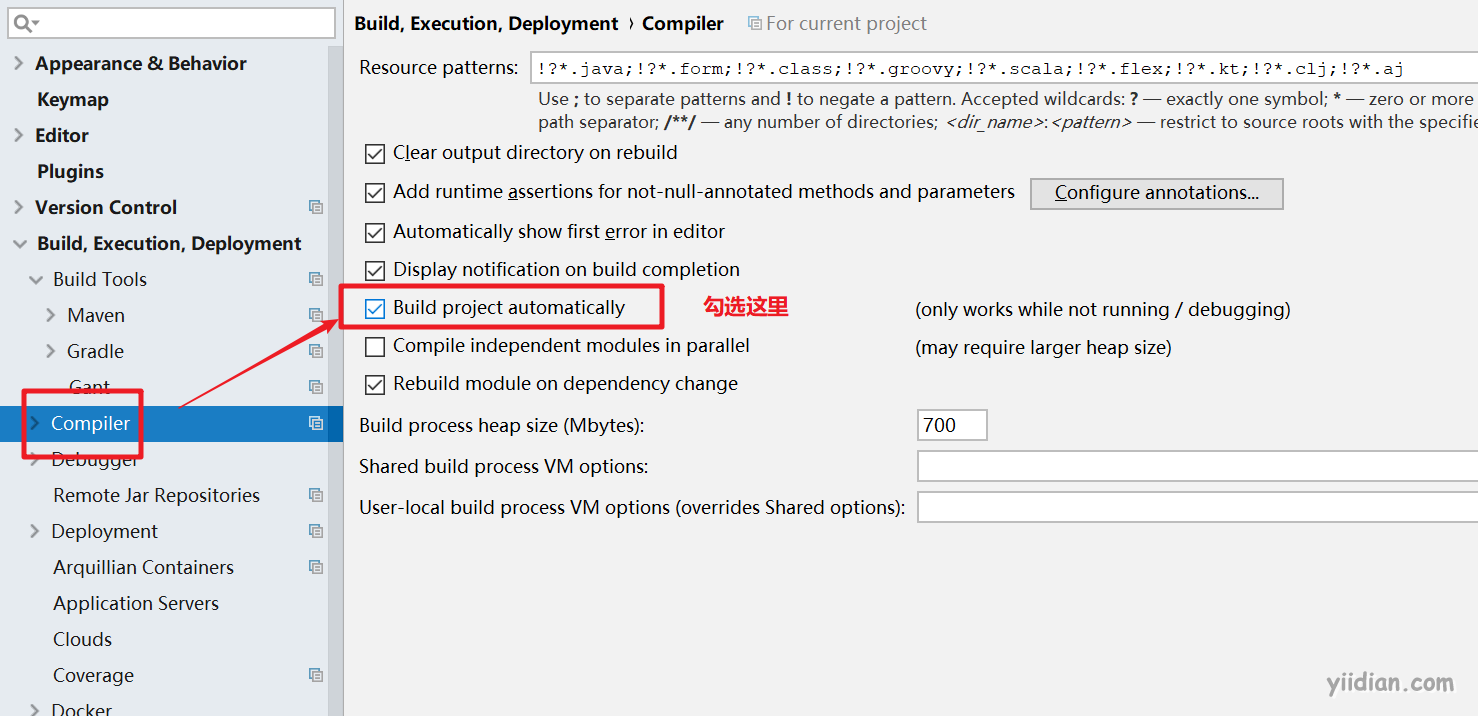 Appearance & Behavior
Keymap
Editor
Plugins
Version Control
Build, Execution, Deployment
Build Tools
Maven
Gradle
Gant
Compiler
Debugger
Remote Jar Repositories
Deployment
Arquillian Containers
Application Servers
Clouds
Coverage
Docker
Build, Execution, Deployment › Compiler For current project
Resource patterns: !?*.java;!?*.form;!?*.class;!?*.groovy;!?*.scala;!?*.flex;!?*.kt;!?*.clj;!?*.aj
Use ; to separate patterns and ! to negate a pattern. Accepted wildcards: ? — exactly one symbol; * — zero or more
path separator; /**/ — any number of directories; <dir_name>:<pattern> — restrict to source roots with the specifie
Clear output directory on rebuild
Add runtime assertions for not-null-annotated methods and parameters Configure annotations...
Automatically show first error in editor
Display notification on build completion
Build project automatically 勾选这里 (only works while not running / debugging)
Compile independent modules in parallel (may require larger heap size)
Rebuild module on dependency change
Build process heap size (Mbytes): 700
Shared build process VM options:
User-local build process VM options (overrides Shared options):
yiidian.com